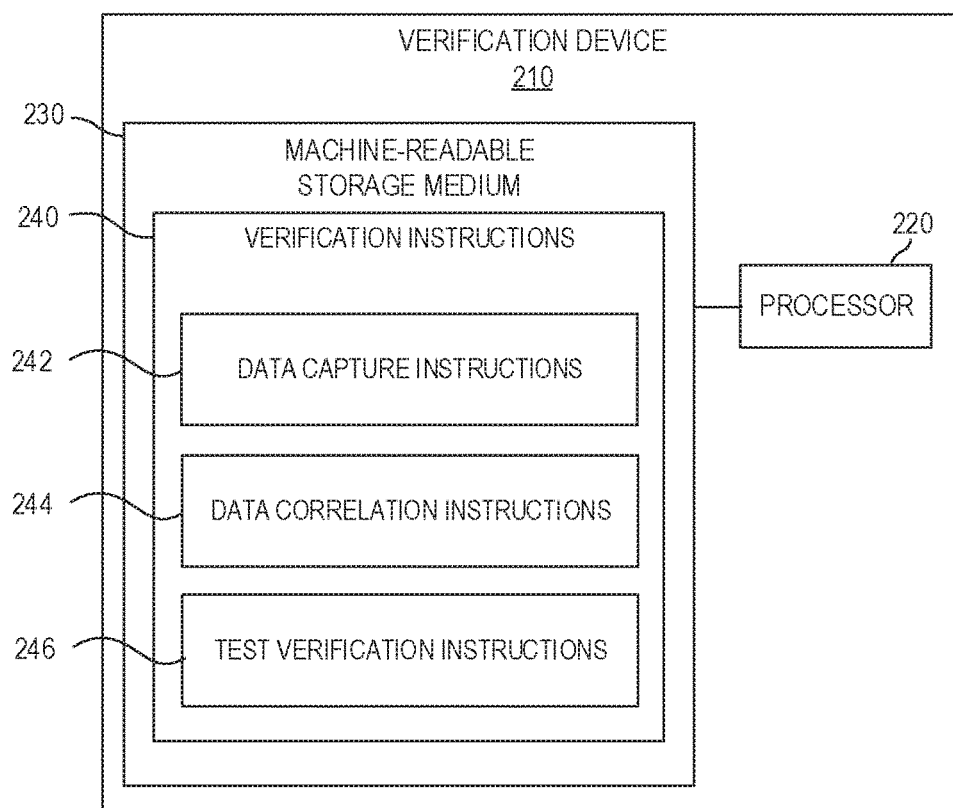 VERIFICATION DEVICE
210
230
MACHINE-READABLE
STORAGE MEDIUM
240
VERIFICATION INSTRUCTIONS
220
PROCESSOR
242
DATA CAPTURE INSTRUCTIONS
244
DATA CORRELATION INSTRUCTIONS
246
TEST VERIFICATION INSTRUCTIONS